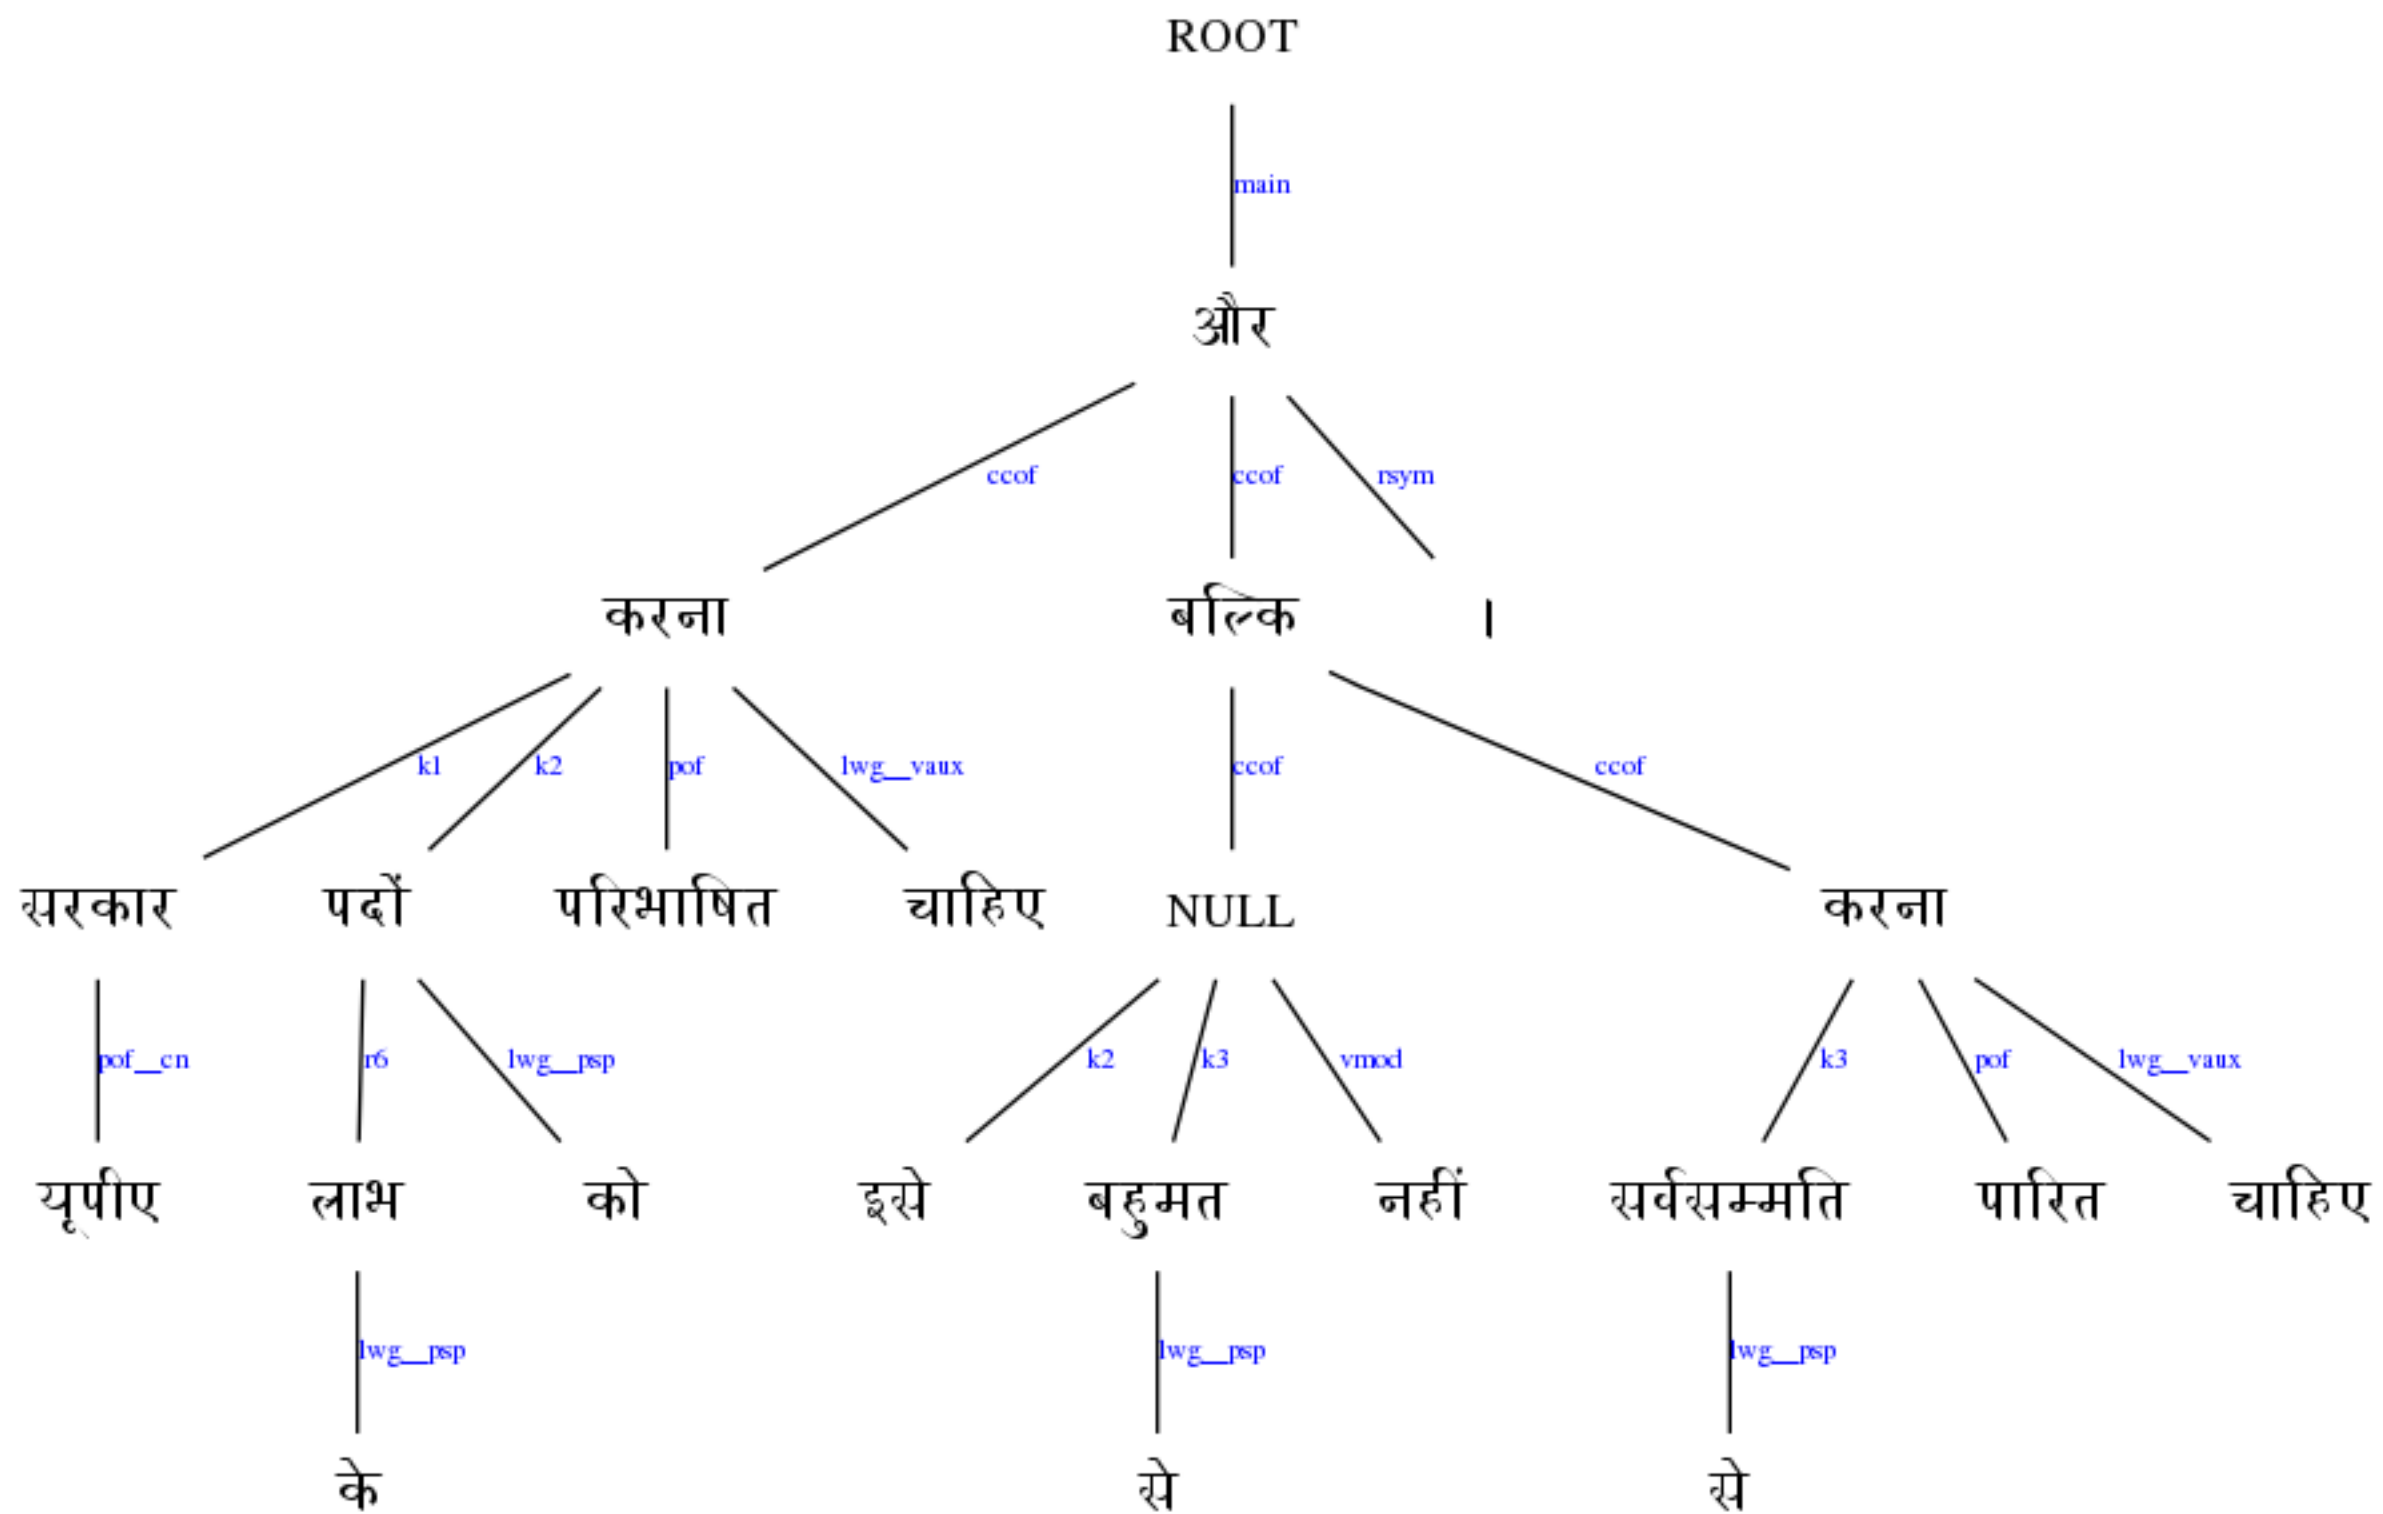 ROOT
main
और
ccof ccof rsym
करना बल्कि ।
k1 k2 pof lwg__vaux ccof ccof
सरकार पदों परिभाषित चाहिए NULL करना
pof__cn r6 lwg__psp k2 k3 vmod k3 pof lwg__vaux
यूपीए लाभ को इसे बहुमत नहीं सर्वसम्मति पारित चाहिए
lwg__psp lwg__psp lwg__psp
के से से